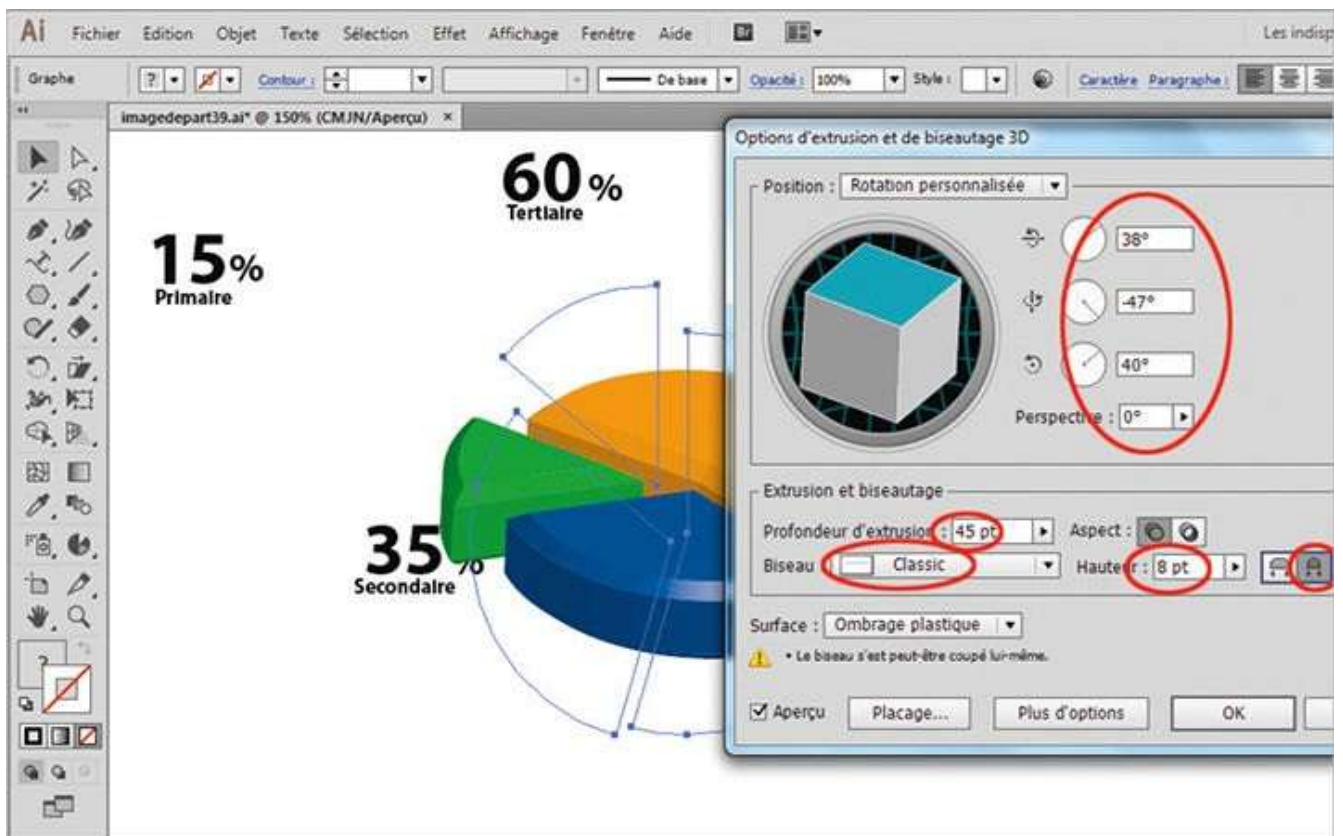 Ai Fichier Edition Objet Texte Sélection Effet Affichage Fenêtre Aide Br Les indisp
Graphe ? Contour : De base Opacité : 100% Style : Caractère Paragraphe :
imagedepart39.ai* @ 150% (CMJN/Aperçu) ×
Options d'extrusion et de biseautage 3D
60 %
Tertiaire
15%
Primaire
35 %
Secondaire
Position : Rotation personnalisée
38°
-47°
40°
Perspective : 0°
Extrusion et biseautage
Profondeur d'extrusion : 45 pt Aspect :
Biseau : Classic Hauteur : 8 pt
Surface : Ombrage plastique
• Le biseau s'est peut-être coupé lui-même.
Aperçu Placage... Plus d'options OK
?